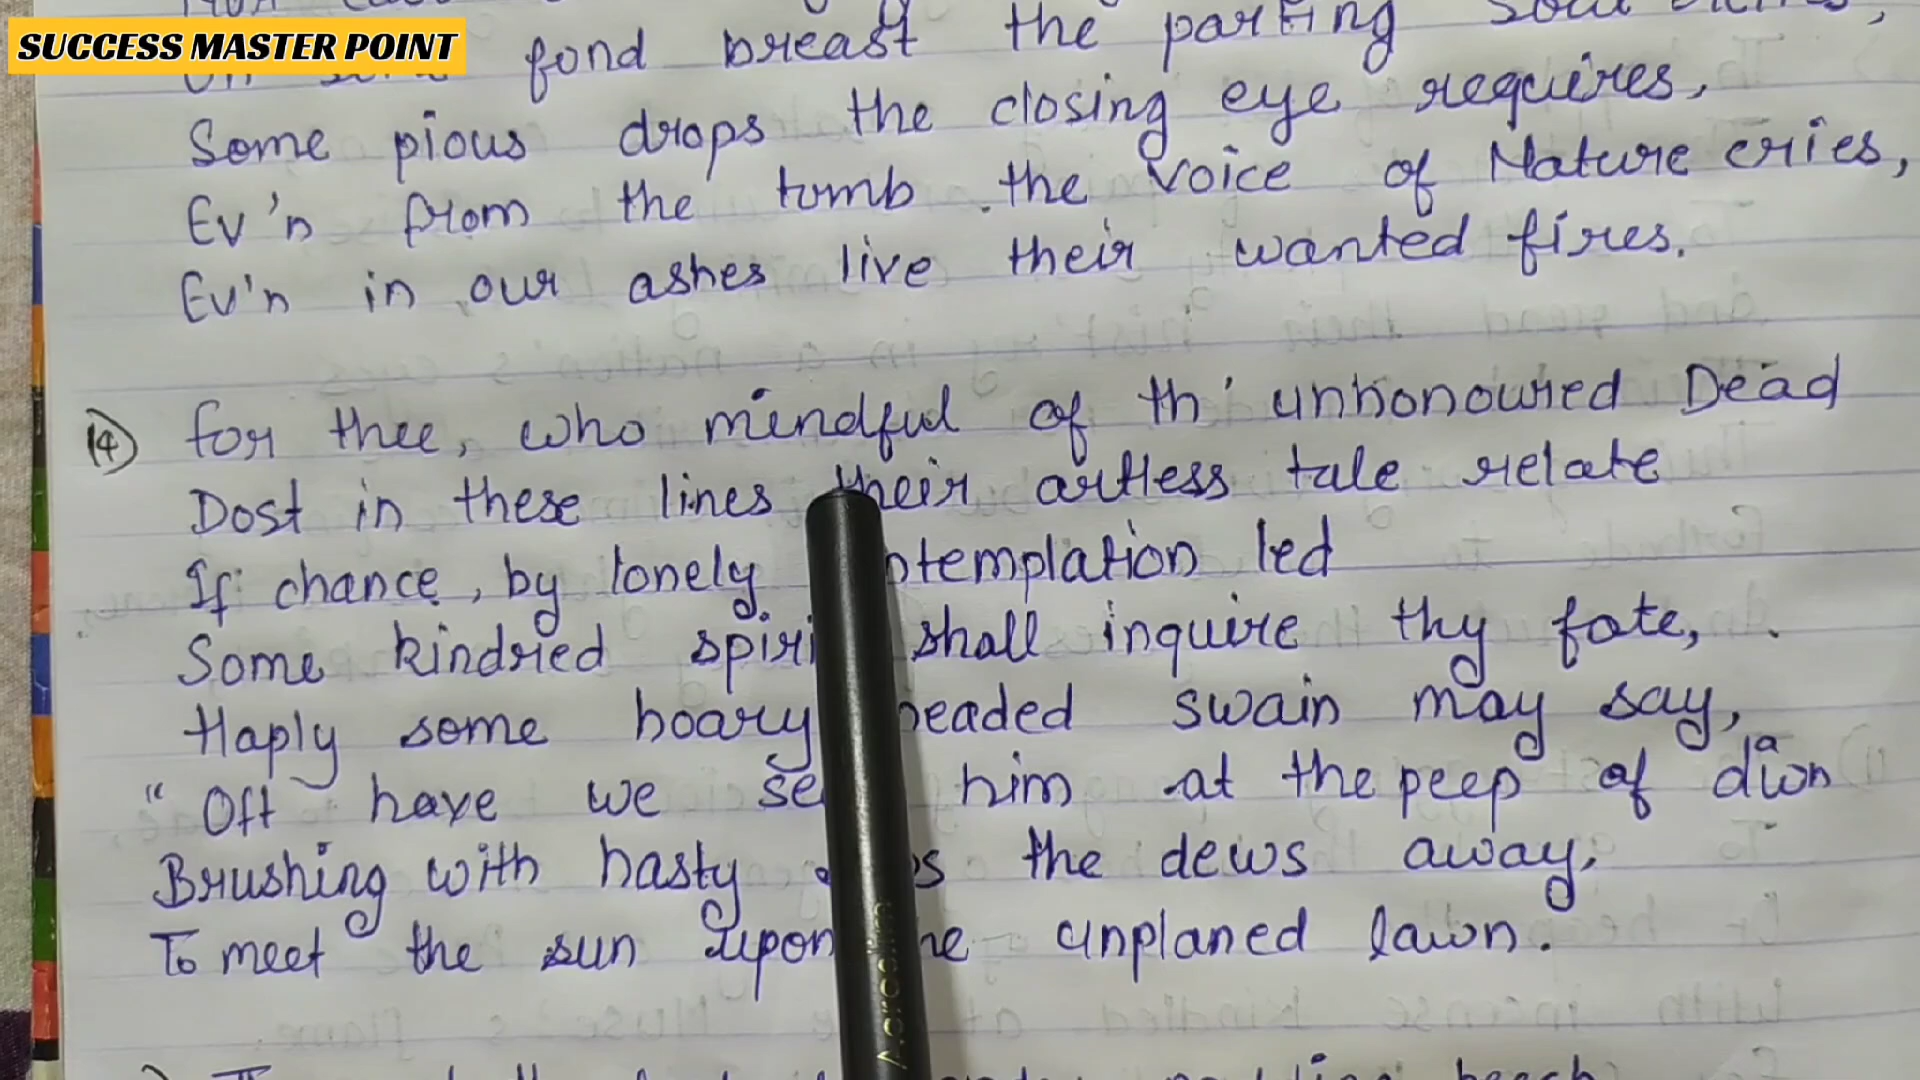 SUCCESS MASTER POINT
fond breast the parting
Some pious drops the closing eye requires,
Ev'n from the tomb the voice of Nature cries,
Ev'n in our ashes live their wanted fires.
14 for thee, who mindful of th' unhonoured Dead
Dost in these lines their artless tale relate
If chance, by lonely ntemplation led
Some kindred spiri shall inquire thy fate,
Haply some hoary headed swain may say,
"Oft have we se him at the peep of dawn
Brushing with hasty s the dews away,
To meet the sun upon he unplaned lawn.
Acroslim